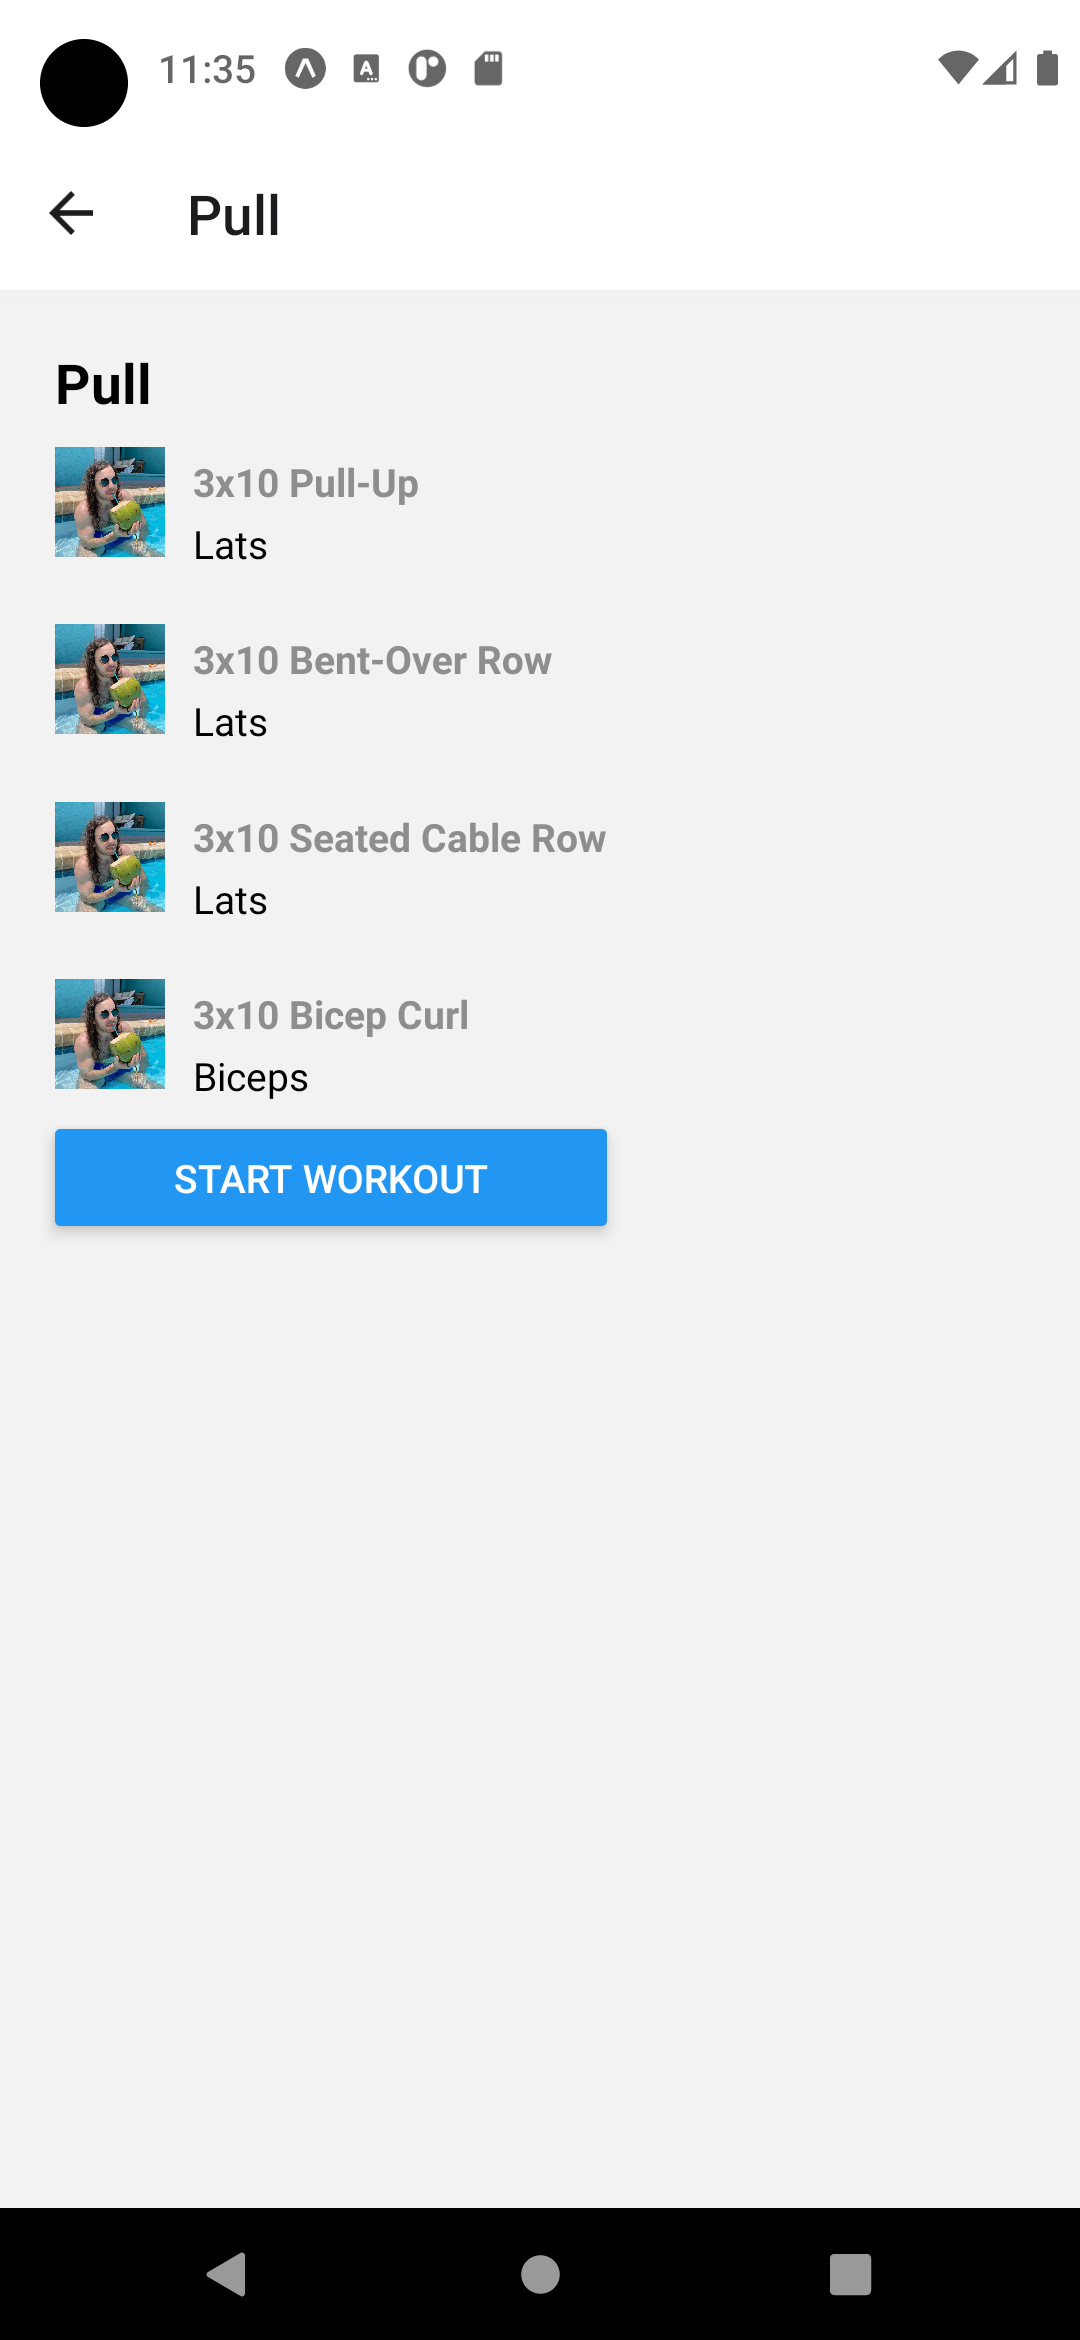 11:35
Pull
Pull
3x10 Pull-Up
Lats
3x10 Bent-Over Row
Lats
3x10 Seated Cable Row
Lats
3x10 Bicep Curl
Biceps
START WORKOUT